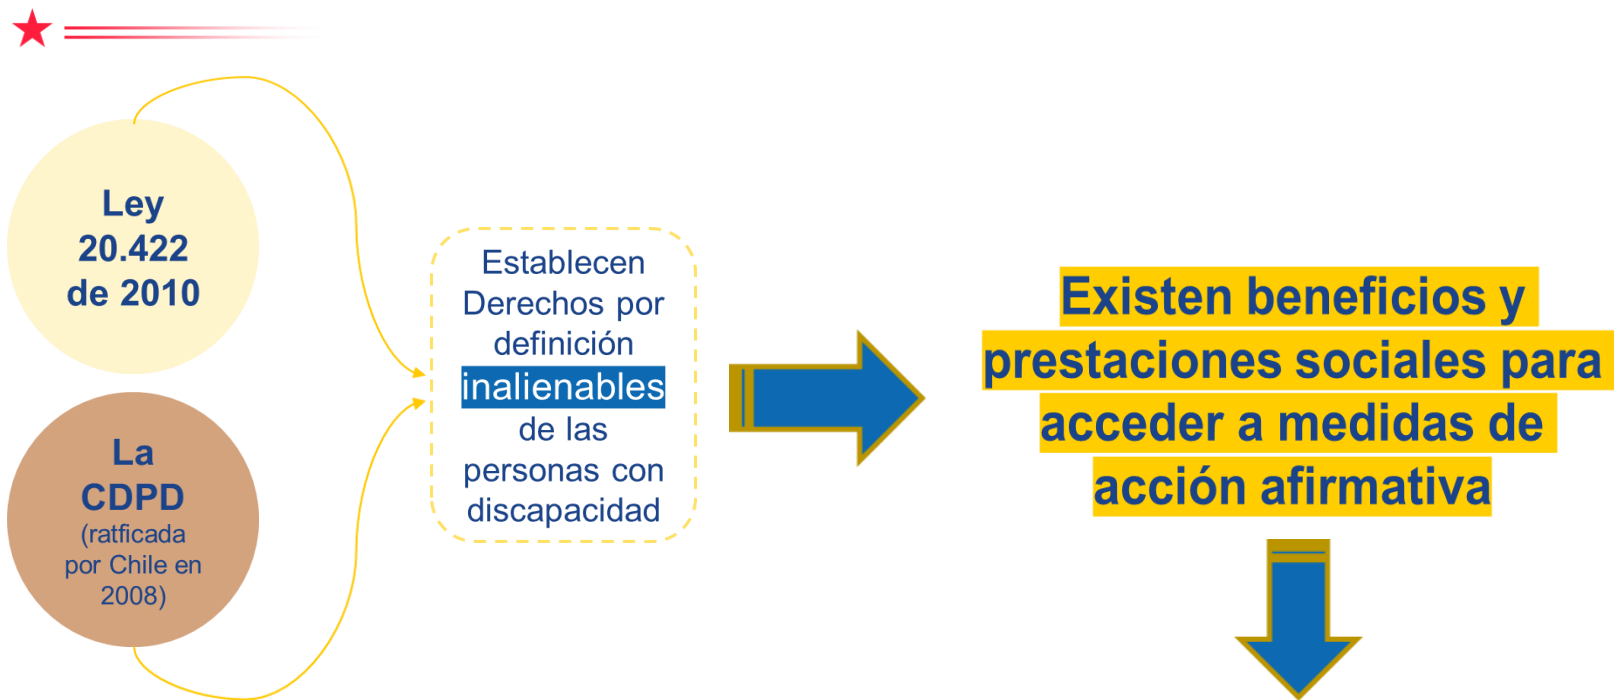 Ley
20.422
de 2010
La
CDPD
(ratficada
por Chile en
2008)
Establecen
Derechos por
definición
inalienables
de las
personas con
discapacidad
Existen beneficios y
prestaciones sociales para
acceder a medidas de
acción afirmativa